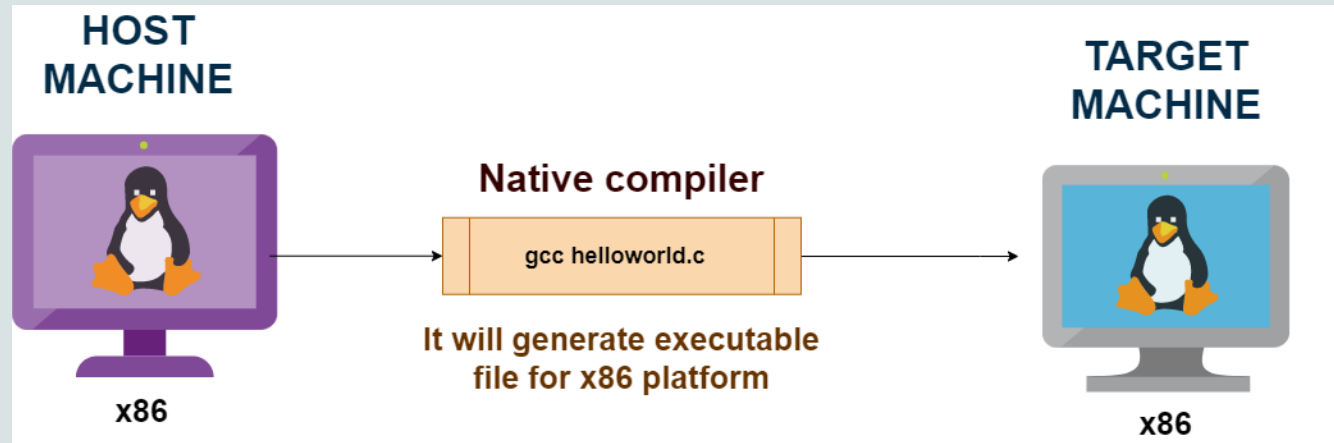 HOST
MACHINE
x86
Native compiler
gcc helloworld.c
It will generate executable
file for x86 platform
TARGET
MACHINE
x86